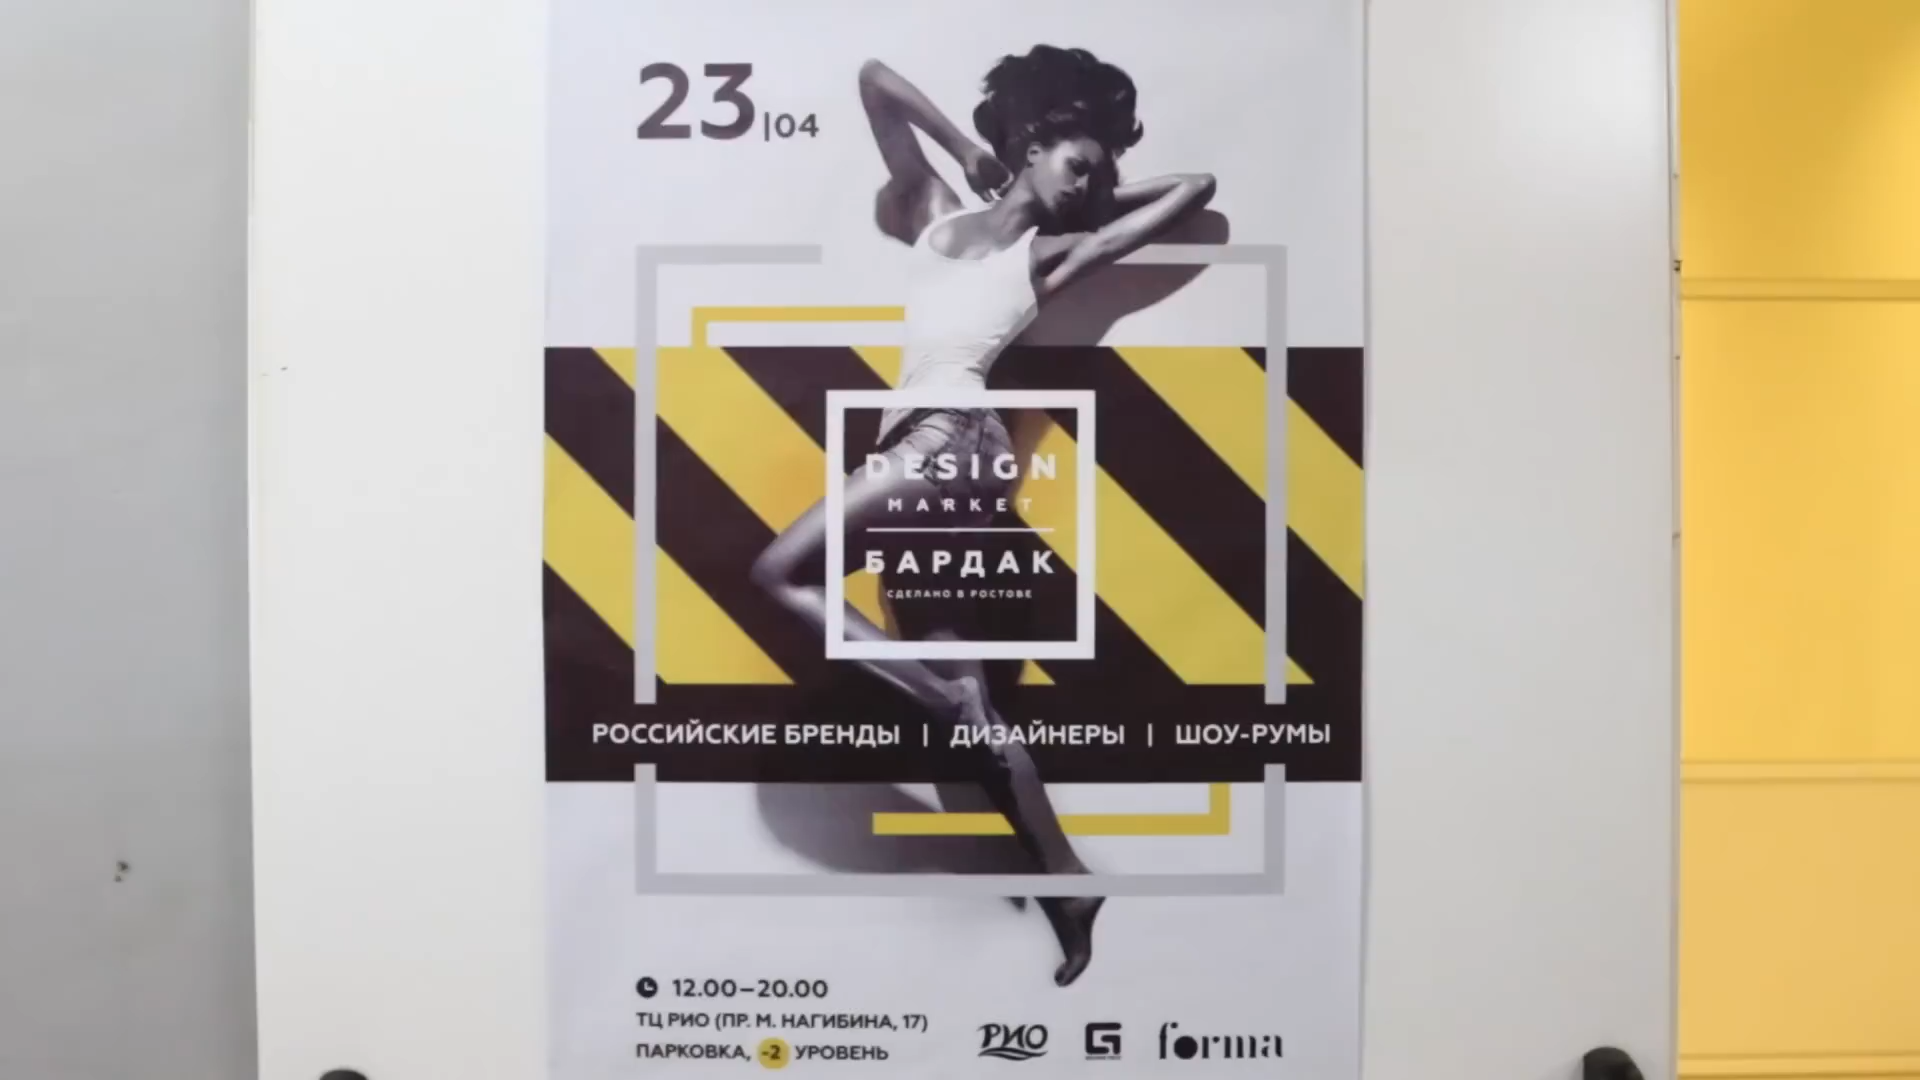 23|04
DESIGN
MARKET
БАРДАК
СДЕЛАНО В РОСТОВЕ
РОССИЙСКИЕ БРЕНДЫ | ДИЗАЙНЕРЫ | ШОУ-РУМЫ
12.00–20.00
ТЦ РИО (ПР. М. НАГИБИНА, 17)
ПАРКОВКА, -2 УРОВЕНЬ
РИО
forma